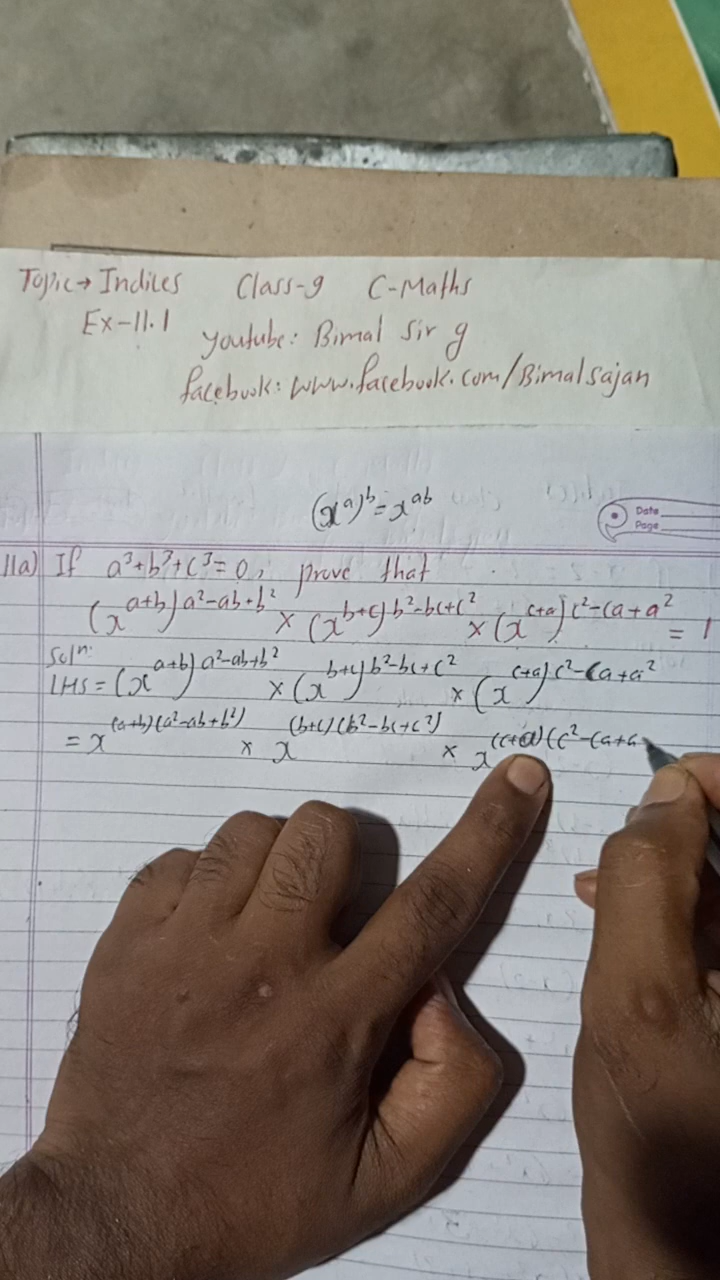 Topic → Indices Class-9 C-Maths
Ex-11.1 youtube: Bimal Sir g
facebook: www.facebook.com/Bimalsajan
(x^a)^b = x^ab
Date
Page
11a) If a³+b³+c³=0, prove that
(x^a+b)^a²-ab+b² × (x^b+c)^b²-bc+c² × (x^c+a)^c²-ca+a² = 1
Solⁿ:
LHS = (x^a+b)^a²-ab+b² × (x^b+c)^b²-bc+c² × (x^c+a)^c²-ca+a²
= x^(a+b)(a²-ab+b²) × x^(b+c)(b²-bc+c²) × x^(c+a)(c²-ca+a